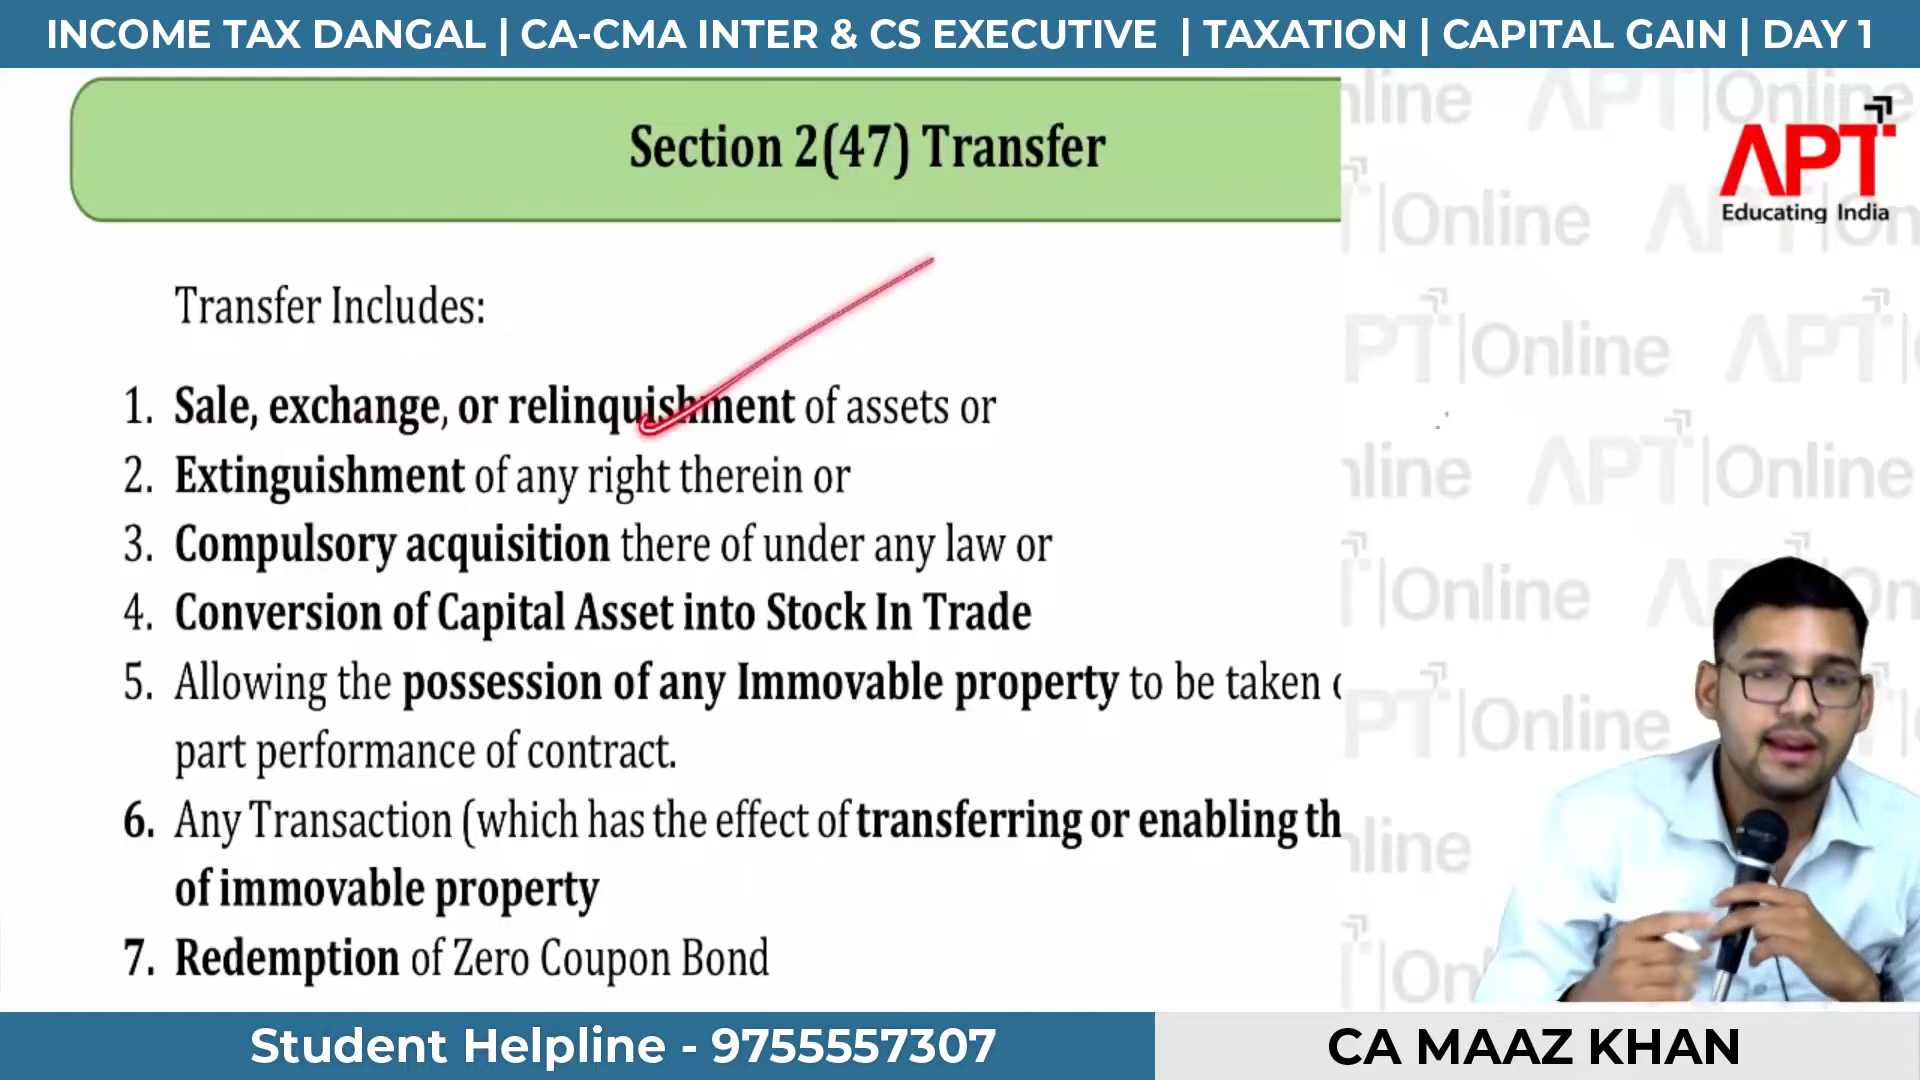 INCOME TAX DANGAL | CA-CMA INTER & CS EXECUTIVE | TAXATION | CAPITAL GAIN | DAY 1
Section 2(47) Transfer
APT
Educating India
Transfer Includes:
1. Sale, exchange, or relinquishment of assets or
2. Extinguishment of any right therein or
3. Compulsory acquisition there of under any law or
4. Conversion of Capital Asset into Stock In Trade
5. Allowing the possession of any Immovable property to be taken
part performance of contract.
6. Any Transaction (which has the effect of transferring or enabling th
of immovable property
7. Redemption of Zero Coupon Bond
APT|Online
Student Helpline - 9755557307
CA MAAZ KHAN